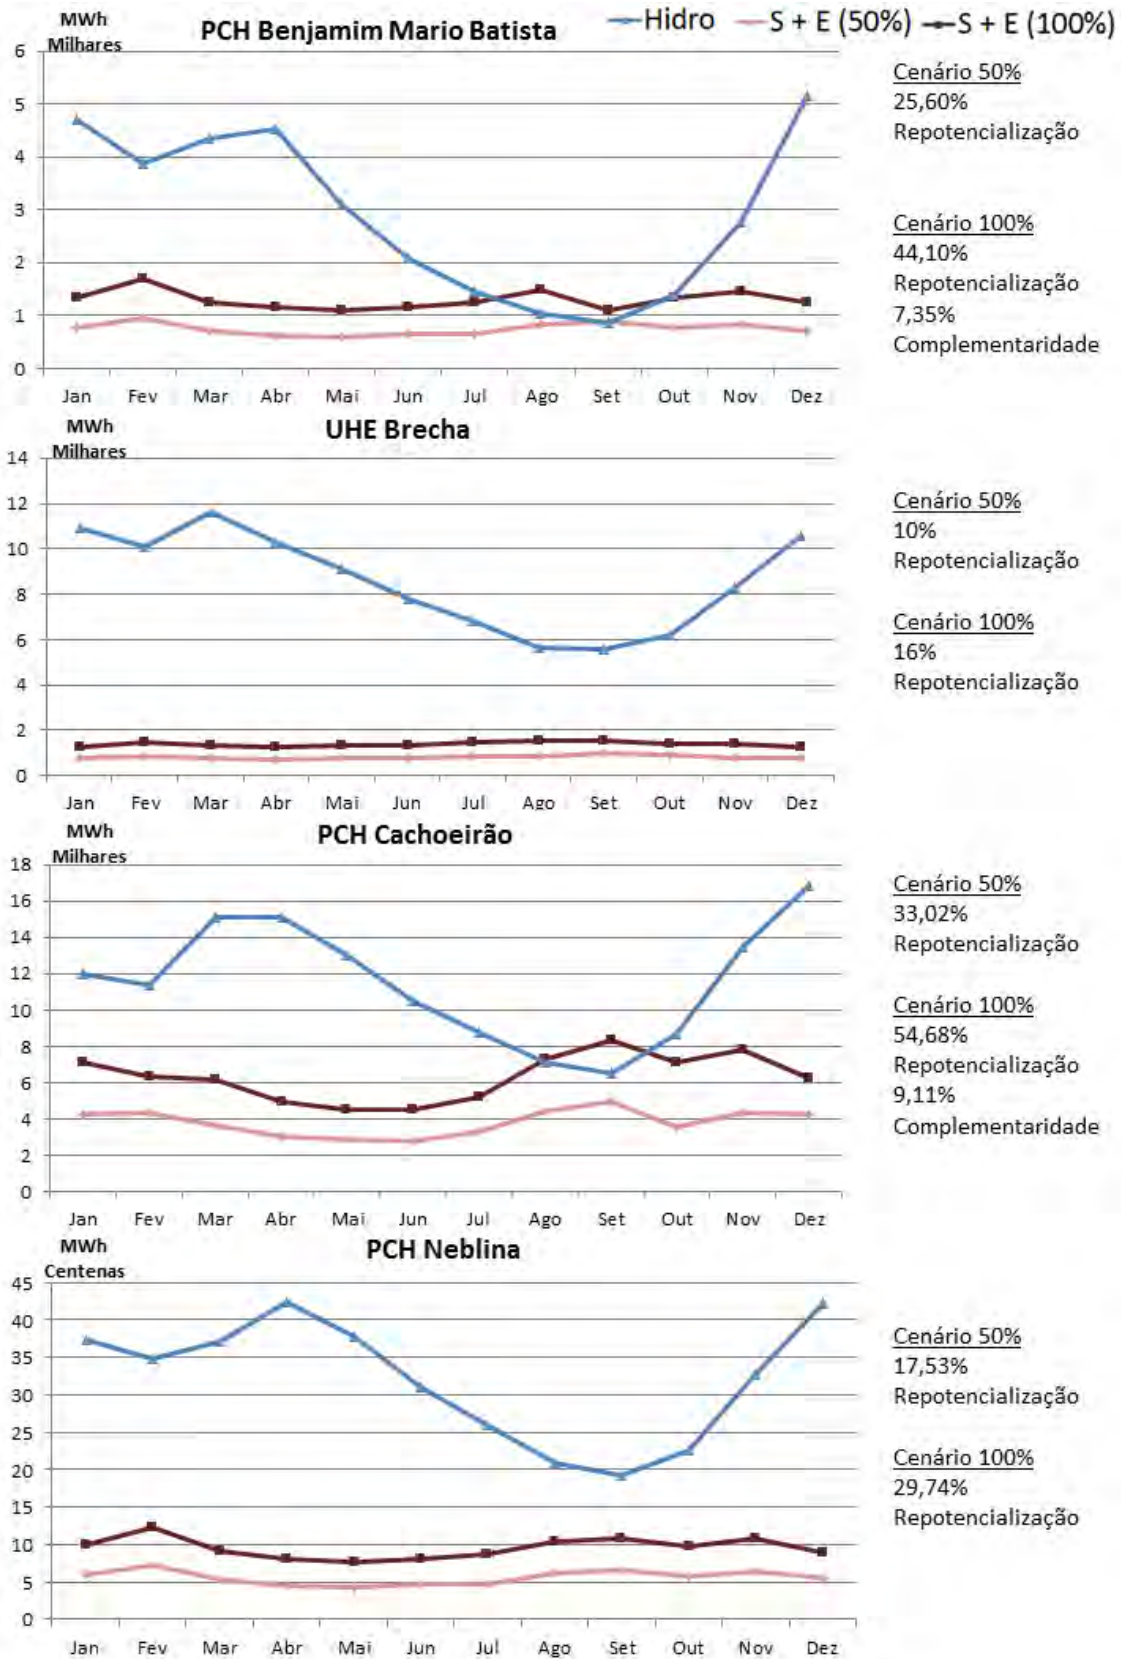 PCH Benjamim Mario Batista
Hidro S + E (50%) S + E (100%)
MWh
Milhares
6
5
4
3
2
1
0
Jan Fev Mar Abr Mai Jun Jul Ago Set Out Nov Dez
Cenário 50%
25,60%
Repotencialização
Cenário 100%
44,10%
Repotencialização
7,35%
Complementaridade
UHE Brecha
MWh
Milhares
14
12
10
8
6
4
2
0
Jan Fev Mar Abr Mai Jun Jul Ago Set Out Nov Dez
Cenário 50%
10%
Repotencialização
Cenário 100%
16%
Repotencialização
PCH Cachoeirão
MWh
Milhares
18
16
14
12
10
8
6
4
2
0
Jan Fev Mar Abr Mai Jun Jul Ago Set Out Nov Dez
Cenário 50%
33,02%
Repotencialização
Cenário 100%
54,68%
Repotencialização
9,11%
Complementaridade
PCH Neblina
MWh
Centenas
45
40
35
30
25
20
15
10
5
0
Jan Fev Mar Abr Mai Jun Jul Ago Set Out Nov Dez
Cenário 50%
17,53%
Repotencialização
Cenário 100%
29,74%
Repotencialização